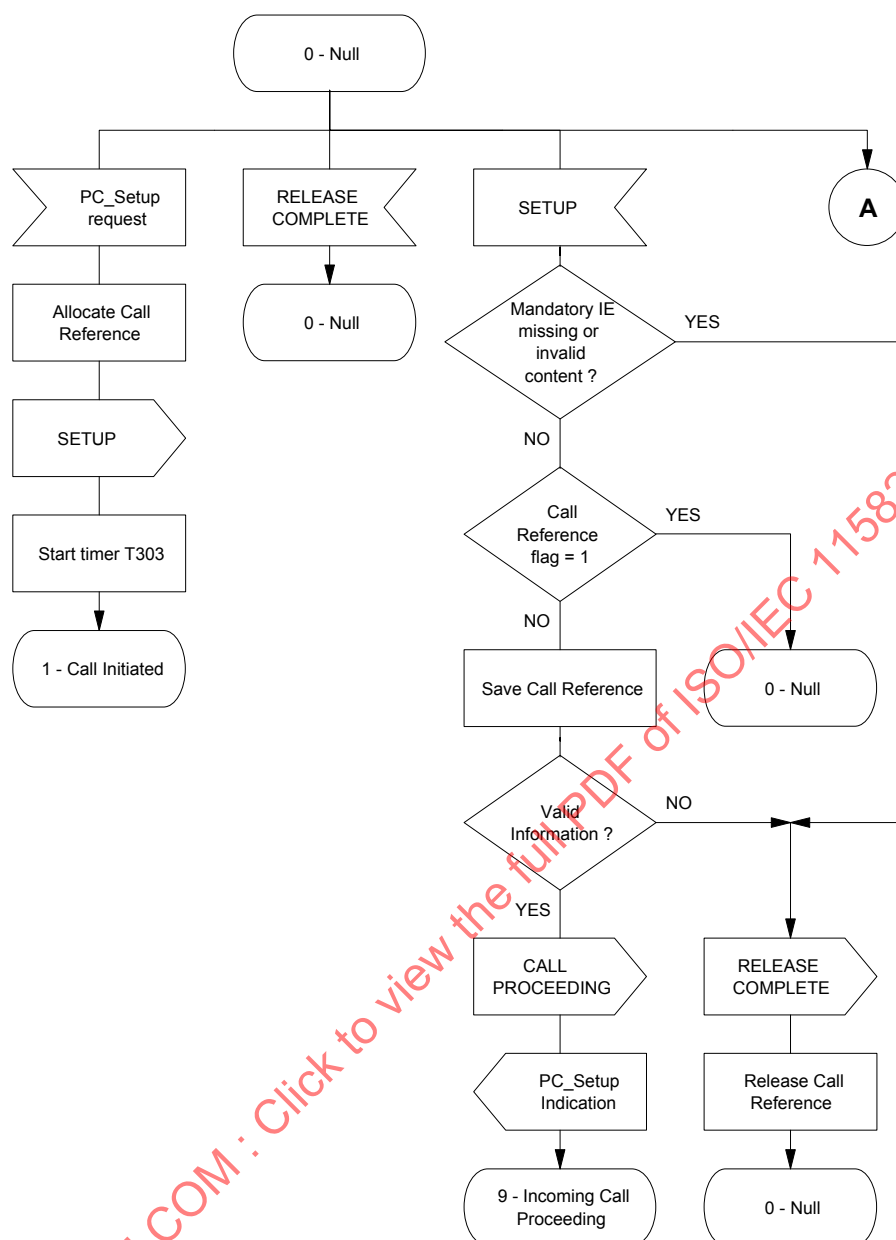 0 - Null
PC_Setup
request
RELEASE
COMPLETE
SETUP
A
Allocate Call
Reference
0 - Null
Mandatory IE
missing or
invalid
content ?
YES
NO
SETUP
Call
Reference
flag = 1
YES
NO
Start timer T303
1 - Call Initiated
Save Call Reference
0 - Null
Valid
Information ?
NO
YES
CALL
PROCEEDING
RELEASE
COMPLETE
PC_Setup
Indication
Release Call
Reference
9 - Incoming Call
Proceeding
0 - Null
.COM : Click to view the full PDF of ISO/IEC 11582